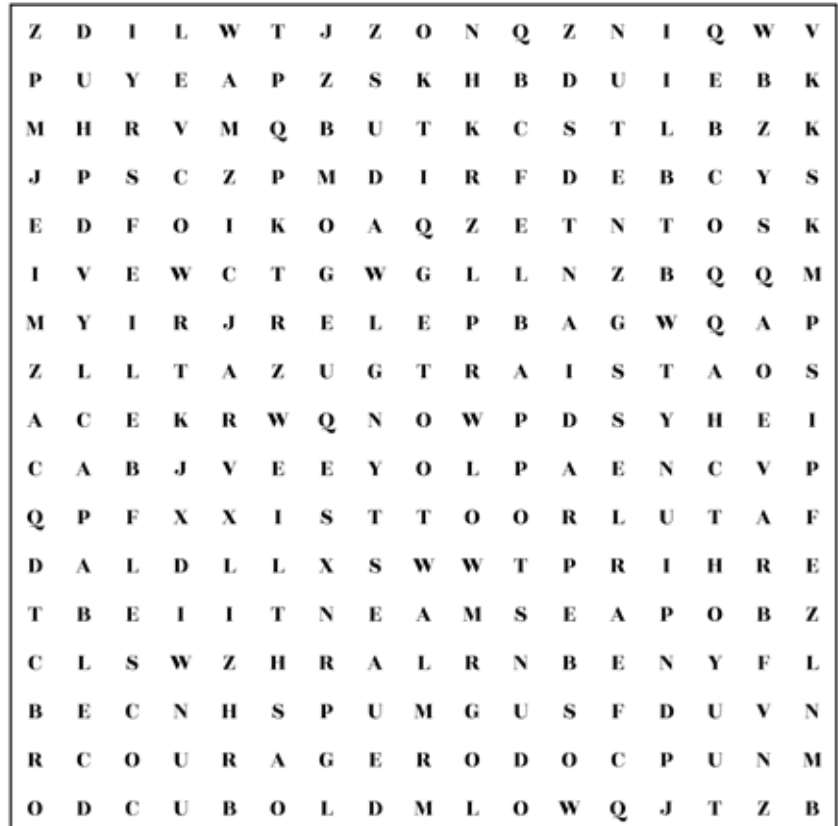 Z D I L W T J Z O N Q Z N I Q W V
P U Y E A P Z S K H B D U I E B K
M H R V M Q B U T K C S T L B Z K
J P S C Z P M D I R F D E B C Y S
E D F O I K O A Q Z E T N T O S K
I V E W C T G W G L L N Z B Q Q M
M Y I R J R E L E P B A G W Q A P
Z L L T A Z U G T R A I S T A O S
A C E K R W Q N O W P D S Y H E I
C A B J V E E Y O L P A E N C V P
Q P F X X I S T T O O R L U T A F
D A L D L L X S W W T P R I H R E
T B E I I T N E A M S E A P O B Z
C L S W Z H R A L R N B E N Y F L
B E C N H S P U M G U S F D U V N
R C O U R A G E R O D O C P U N M
O D C U B O L D M L O W Q J T Z B